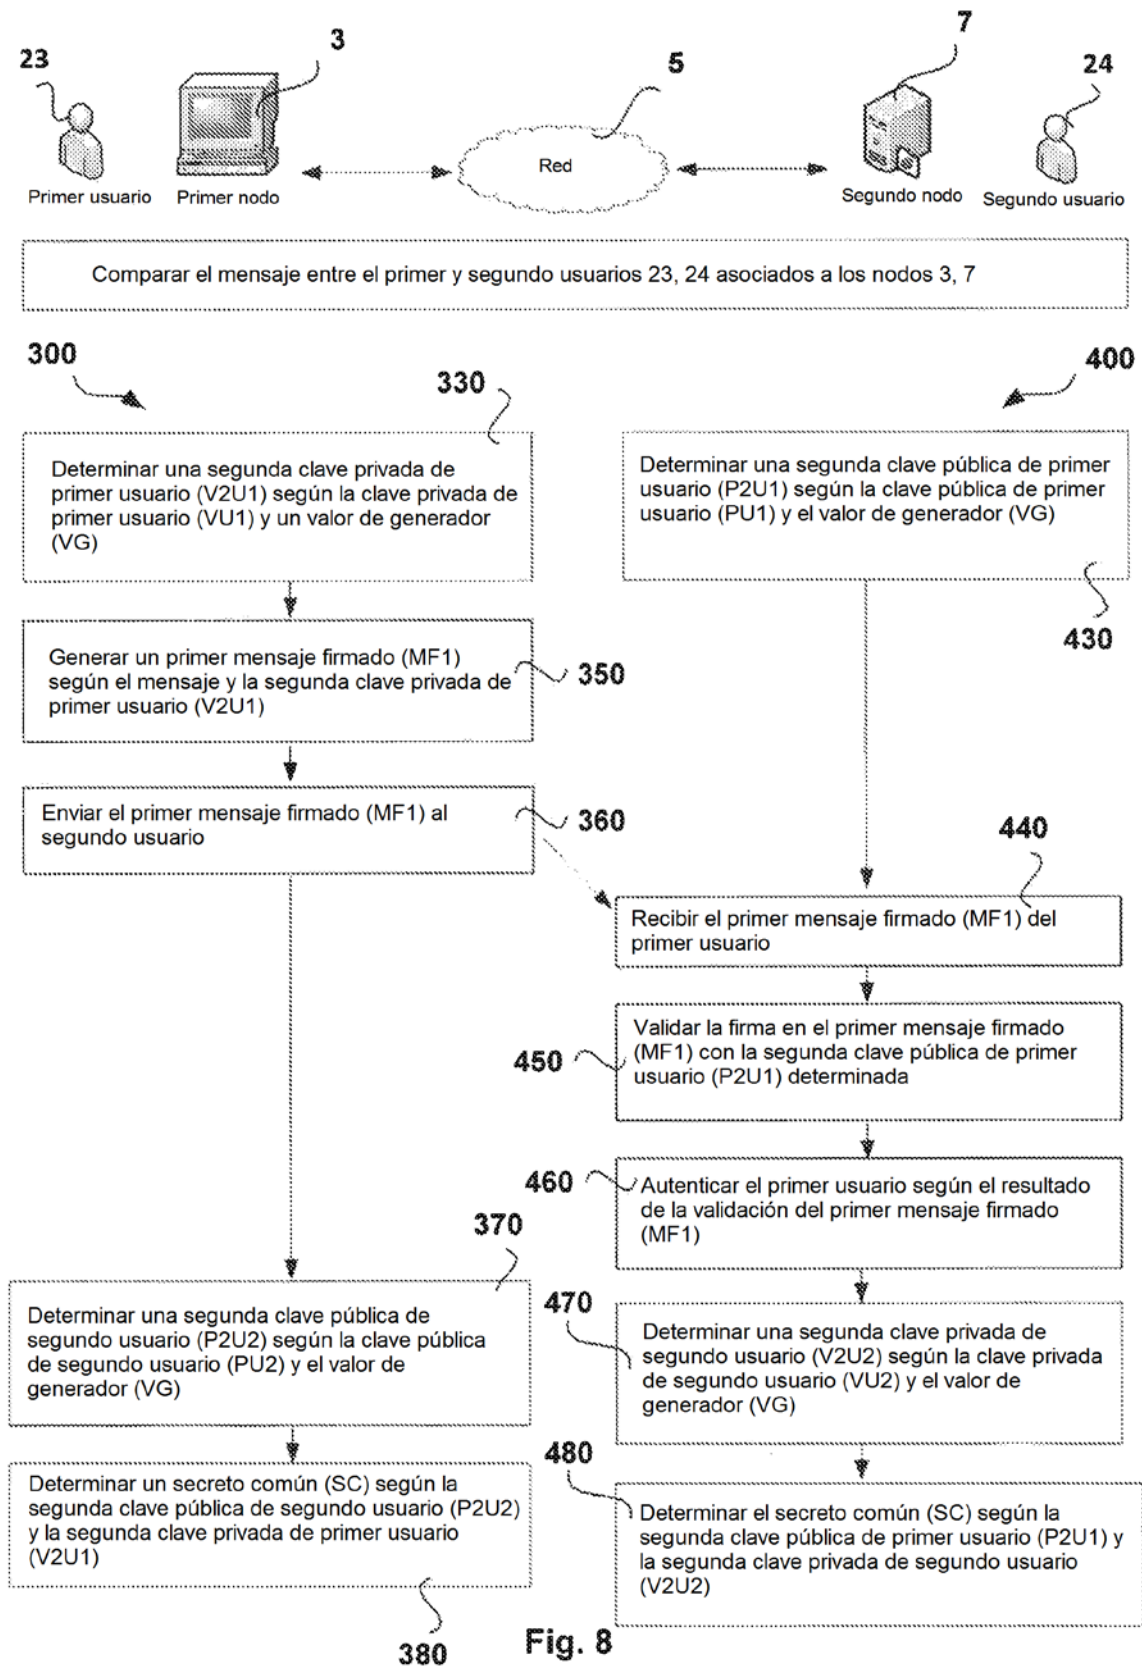 23
3
5
7
24
Primer usuario
Primer nodo
Red
Segundo nodo
Segundo usuario
Comparar el mensaje entre el primer y segundo usuarios 23, 24 asociados a los nodos 3, 7
300
330
400
Determinar una segunda clave privada de
primer usuario (V2U1) según la clave privada de
primer usuario (VU1) y un valor de generador
(VG)
Determinar una segunda clave pública de primer
usuario (P2U1) según la clave pública de primer
usuario (PU1) y el valor de generador (VG)
430
Generar un primer mensaje firmado (MF1)
según el mensaje y la segunda clave privada de
primer usuario (V2U1)
350
Enviar el primer mensaje firmado (MF1) al
segundo usuario
360
440
Recibir el primer mensaje firmado (MF1) del
primer usuario
Validar la firma en el primer mensaje firmado
(MF1) con la segunda clave pública de primer
usuario (P2U1) determinada
450
460
Autenticar el primer usuario según el resultado
de la validación del primer mensaje firmado
(MF1)
370
Determinar una segunda clave pública de
segundo usuario (P2U2) según la clave pública
de segundo usuario (PU2) y el valor de
generador (VG)
470
Determinar una segunda clave privada de
segundo usuario (V2U2) según la clave privada
de segundo usuario (VU2) y el valor de
generador (VG)
Determinar un secreto común (SC) según la
segunda clave pública de segundo usuario (P2U2)
y la segunda clave privada de primer usuario
(V2U1)
380
480
Determinar el secreto común (SC) según la
segunda clave pública de primer usuario (P2U1) y
la segunda clave privada de segundo usuario
(V2U2)
Fig. 8